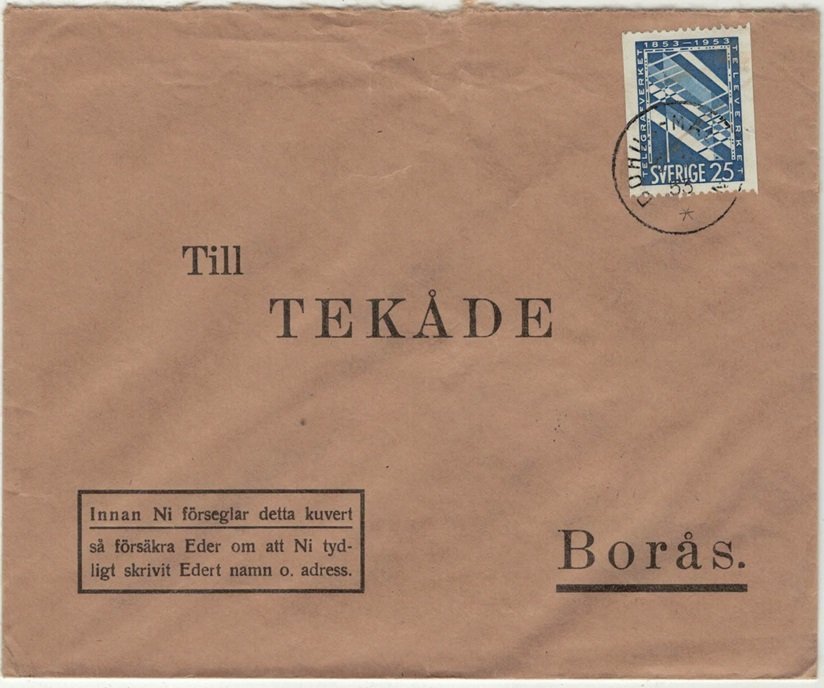 1853-1953
TELEGRAFVERKET
TELEVERKET
SVERIGE 25
53
Till
TEKÅDE
Innan Ni förseglar detta kuvert
så försäkra Eder om att Ni tyd-
ligt skrivit Edert namn o. adress.
Borås.